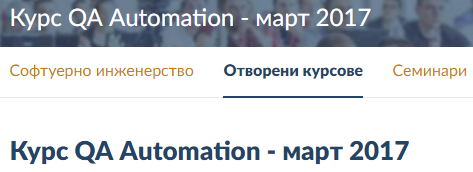 Курс QA Automation - март 2017
Софтуерно инженерство Отворени курсове Семинари
Курс QA Automation - март 2017